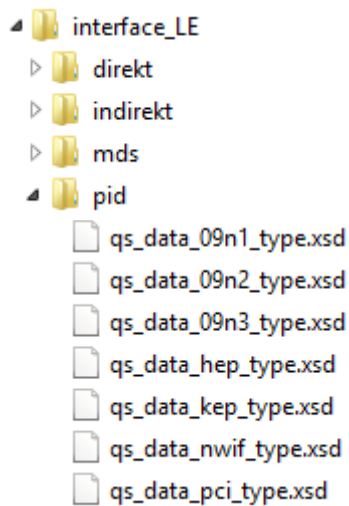 interface_LE
direkt
indirekt
mds
pid
qs_data_09n1_type.xsd
qs_data_09n2_type.xsd
qs_data_09n3_type.xsd
qs_data_hep_type.xsd
qs_data_kep_type.xsd
qs_data_nwif_type.xsd
qs_data_pci_type.xsd